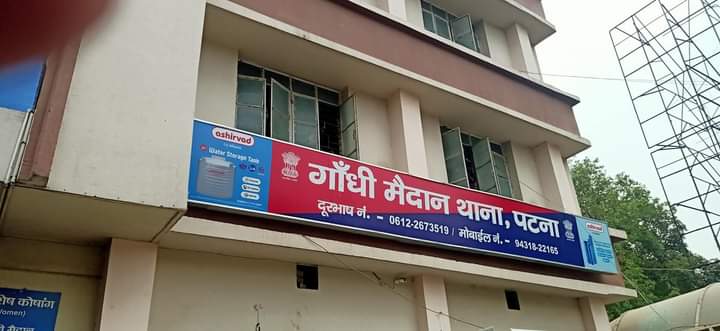 ashirvad
Water Storage Tank
गाँधी मैदान थाना, पटना
दूरभाष नं. - 0612-2673519 / मोबाईल नं. - 94318-22165
शेष कोषांग